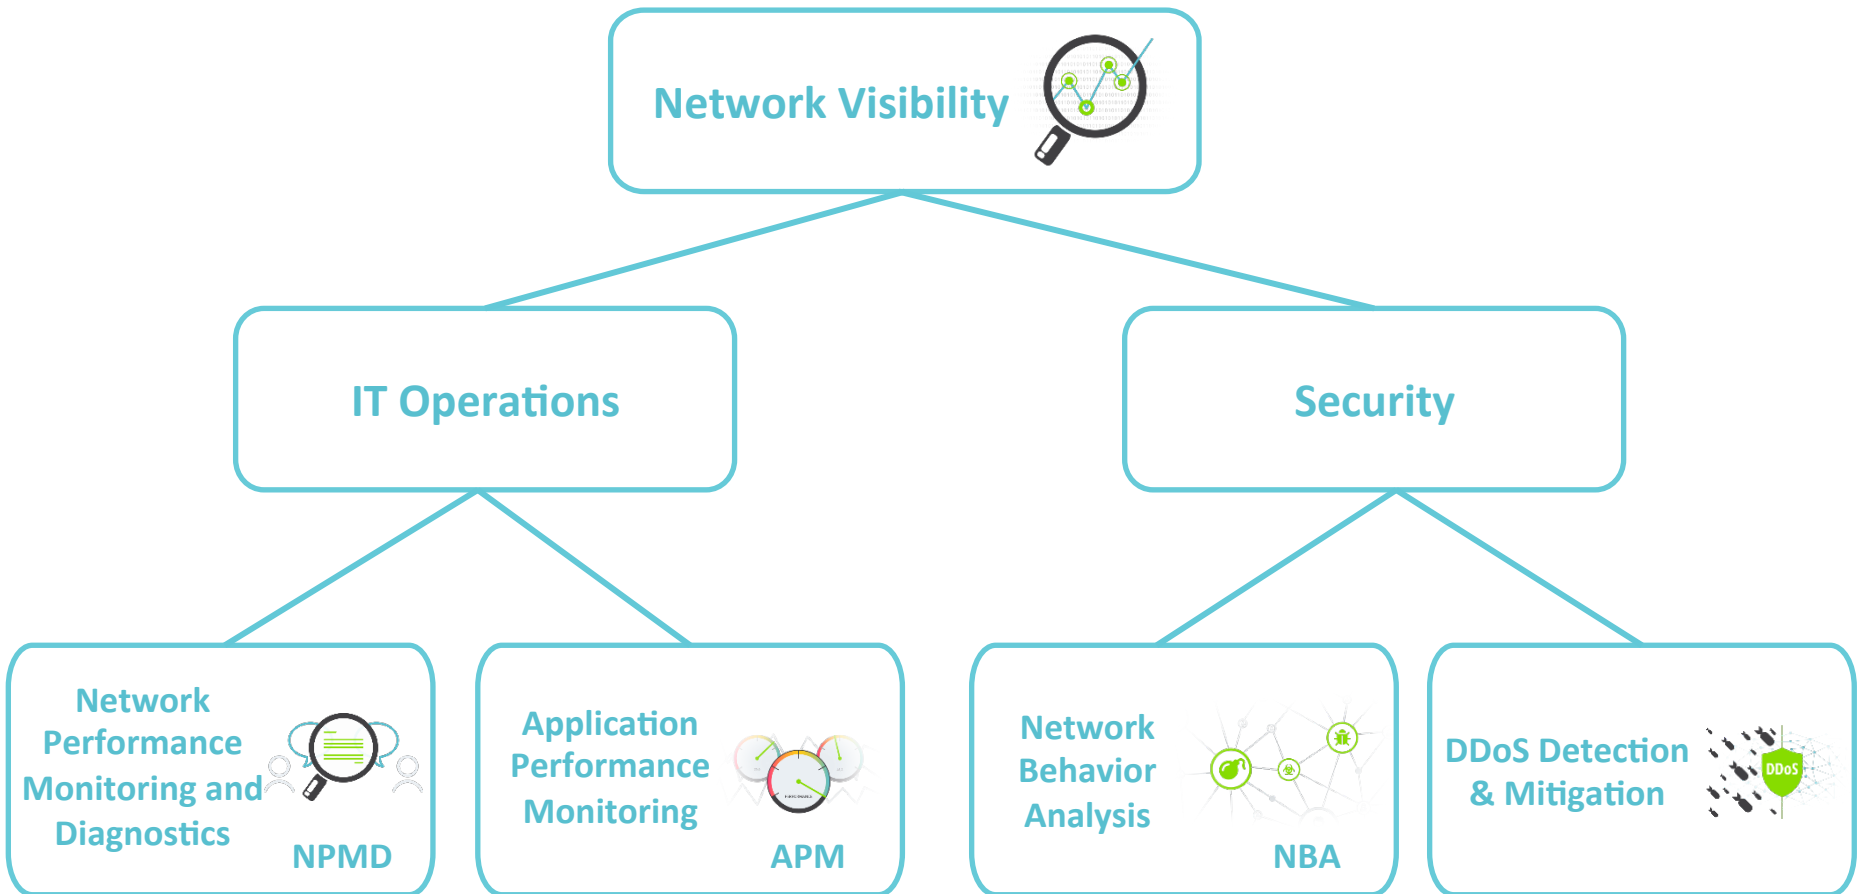 Network Visibility
IT Operations
Security
Network
Performance
Monitoring and
Diagnostics
NPMD
Application
Performance
Monitoring
APM
Network
Behavior
Analysis
NBA
DDoS Detection
& Mitigation
DDoS